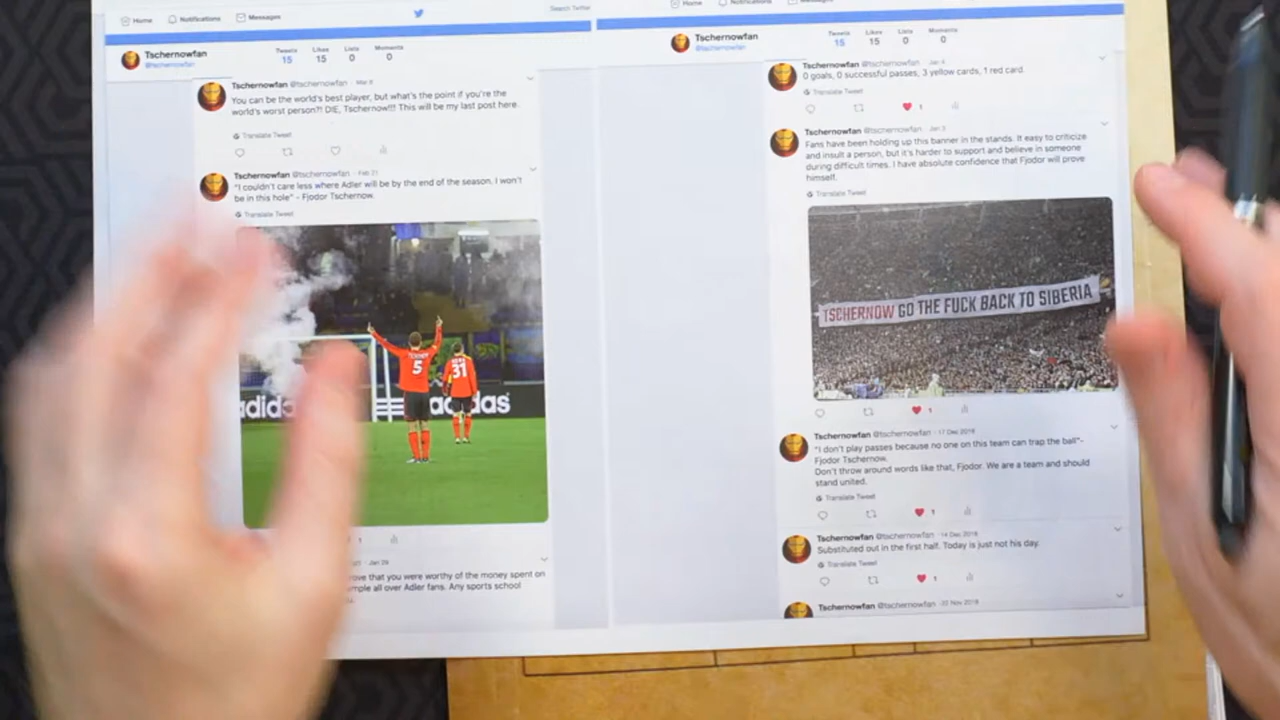 Home Notifications Messages
Search Twitter
Tschernowfan
@tschernowfan
Tweets Likes Lists Moments
15 15 0 0
Tschernowfan @tschernowfan · Mar 8
You can be the world's best player, but what's the point if you're the
world's worst person?! DIE, Tschernow!!! This will be my last post here.
Translate Tweet
Tschernowfan @tschernowfan · Feb 21
"I couldn't care less where Adler will be by the end of the season. I won't
be in this hole" - Fjodor Tschernow.
Translate Tweet
5
31
adidas
adidas
1
· Jan 29
ove that you were worthy of the money spent on
mple all over Adler fans. Any sports school
Home Notifications Messages
Tschernowfan
@tschernowfan
Tweets Likes Lists Moments
15 15 0 0
Tschernowfan @tschernowfan · Jan 4
0 goals, 0 successful passes, 3 yellow cards, 1 red card.
Translate Tweet
1
Tschernowfan @tschernowfan · Jan 3
Fans have been holding up this banner in the stands. It easy to criticize
and insult a person, but it's harder to support and believe in someone
during difficult times. I have absolute confidence that Fjodor will prove
himself.
Translate Tweet
TSCHERNOW GO THE FUCK BACK TO SIBERIA
1
Tschernowfan @tschernowfan · 17 Dec 2018
"I don't play passes because no one on this team can trap the ball"-
Fjodor Tschernow.
Don't throw around words like that, Fjodor. We are a team and should
stand united.
Translate Tweet
1
Tschernowfan @tschernowfan · 14 Dec 2018
Substituted out in the first half. Today is just not his day.
Translate Tweet
1
Tschernowfan @tschernowfan · 22 Nov 2018